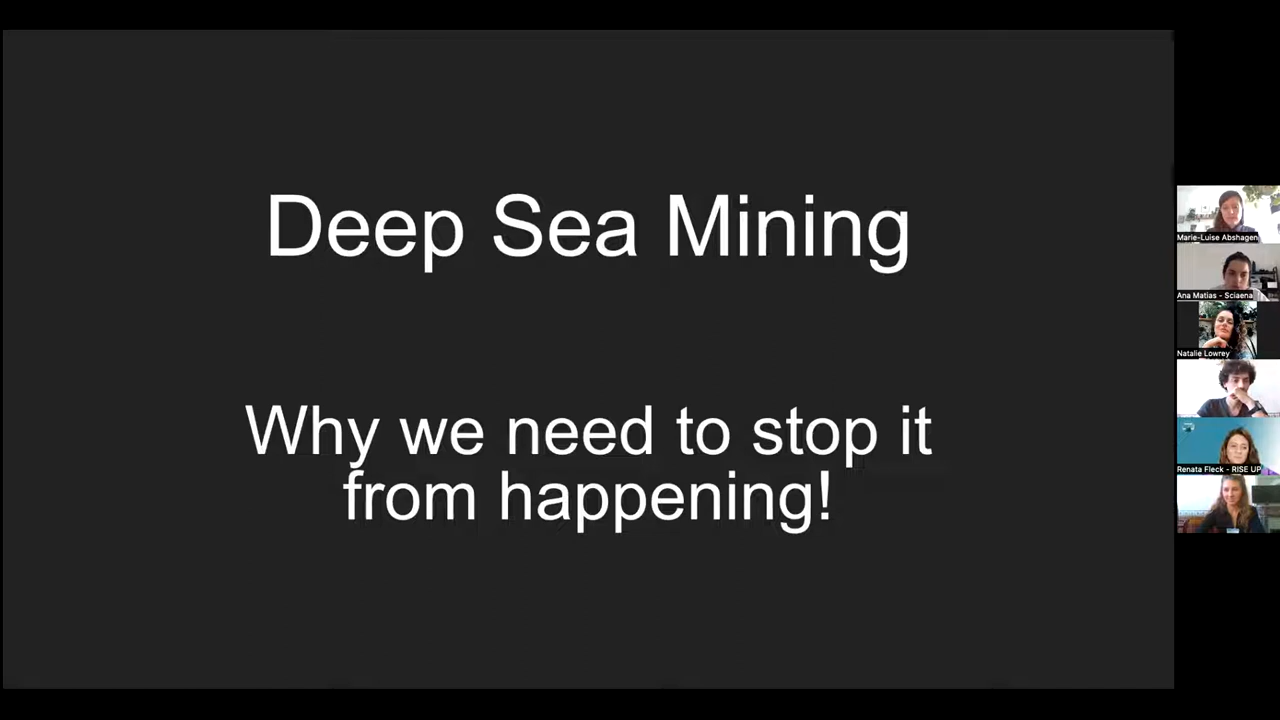 Deep Sea Mining
Why we need to stop it
from happening!
Marie-Luise Abshagen
Ana Matias - Sciaena
Natalie Lowrey
Renata Fleck - RISE UP